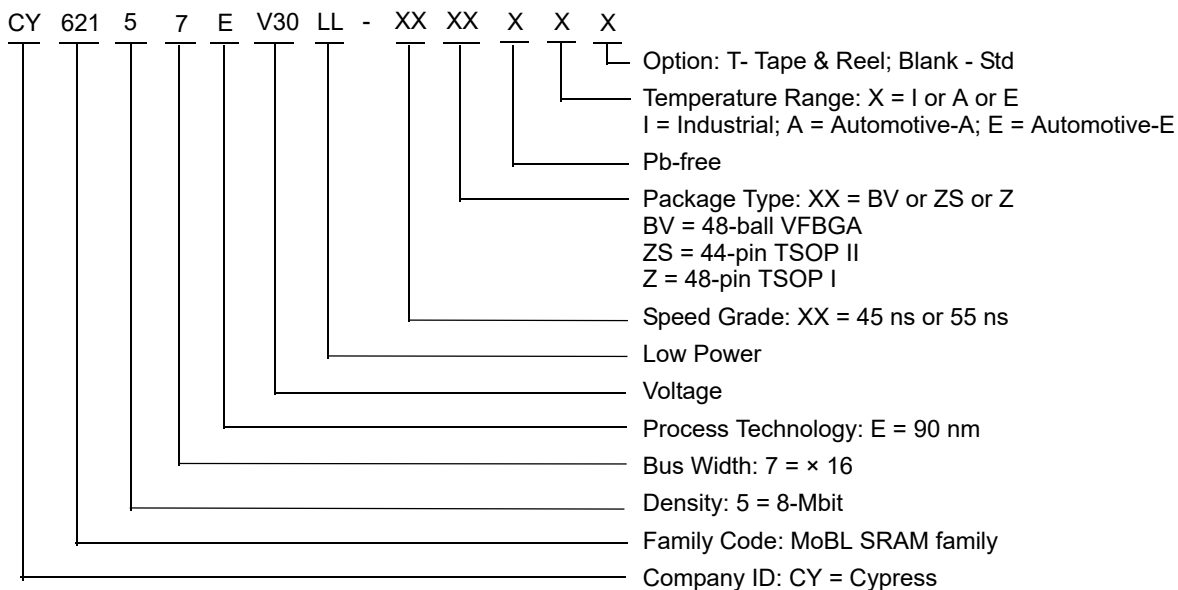 CY 621 5 7 E V30 LL - XX XX X X X
Option: T- Tape & Reel; Blank - Std
Temperature Range: X = I or A or E
I = Industrial; A = Automotive-A; E = Automotive-E
Pb-free
Package Type: XX = BV or ZS or Z
BV = 48-ball VFBGA
ZS = 44-pin TSOP II
Z = 48-pin TSOP I
Speed Grade: XX = 45 ns or 55 ns
Low Power
Voltage
Process Technology: E = 90 nm
Bus Width: 7 = × 16
Density: 5 = 8-Mbit
Family Code: MoBL SRAM family
Company ID: CY = Cypress